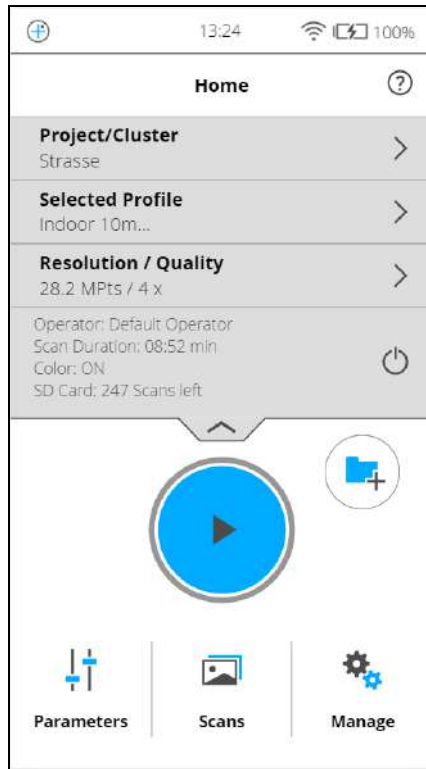 13:24 100%
Home
Project/Cluster
Strasse
Selected Profile
Indoor 10m...
Resolution / Quality
28.2 MPts / 4 x
Operator: Default Operator
Scan Duration: 08:52 min
Color: ON
SD Card: 247 Scans left
Parameters Scans Manage